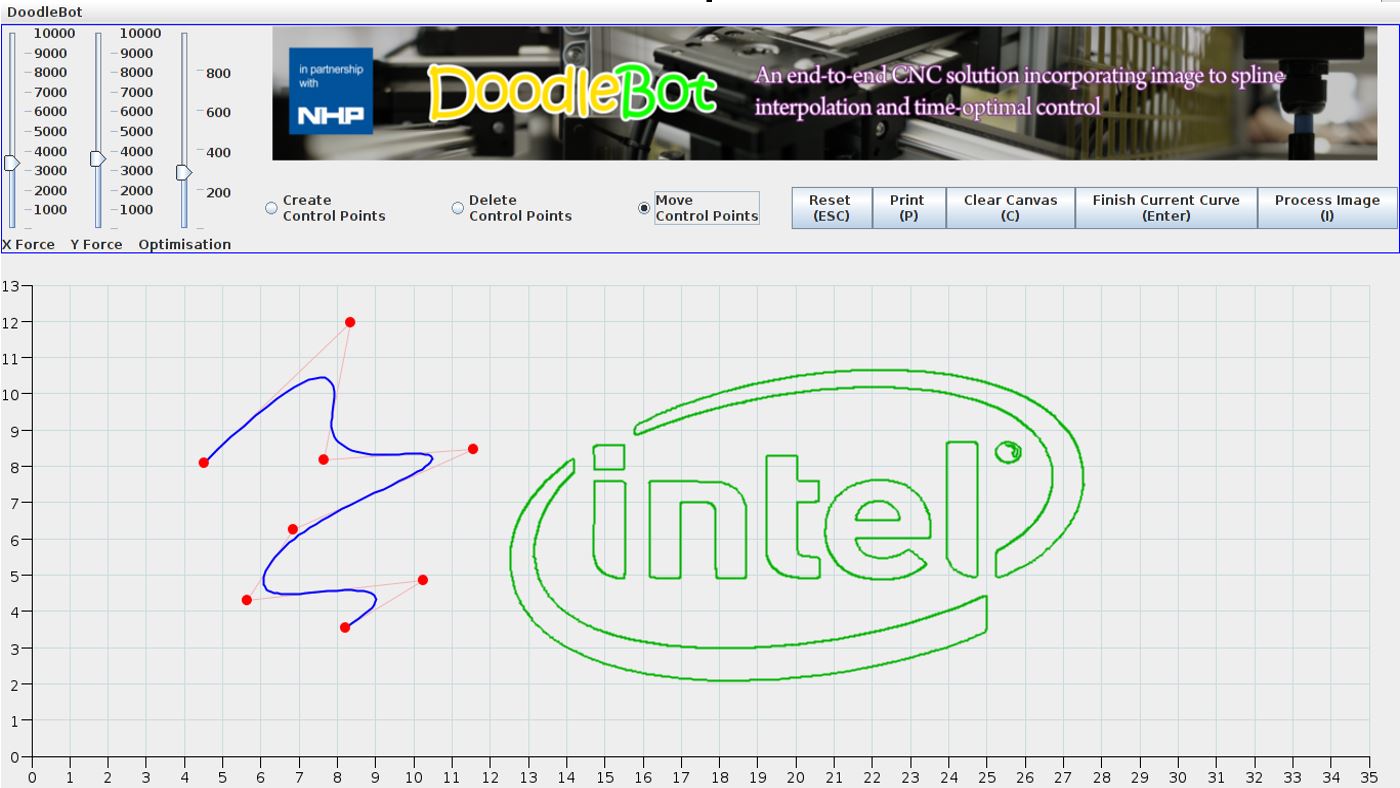 DoodleBot
10000 10000
9000 9000
8000 8000 800
7000 7000
6000 6000 600
5000 5000
4000 4000 400
3000 3000
2000 2000 200
1000 1000
X Force Y Force Optimisation
in partnership
with
NHP
DoodleBot
An end-to-end CNC solution incorporating image to spline
interpolation and time-optimal control
Create
Control Points
Delete
Control Points
Move
Control Points
Reset
(ESC)
Print
(P)
Clear Canvas
(C)
Finish Current Curve
(Enter)
Process Image
(I)
13
12
11
10
9
8
7
6
5
4
3
2
1
0
intel
0 1 2 3 4 5 6 7 8 9 10 11 12 13 14 15 16 17 18 19 20 21 22 23 24 25 26 27 28 29 30 31 32 33 34 35